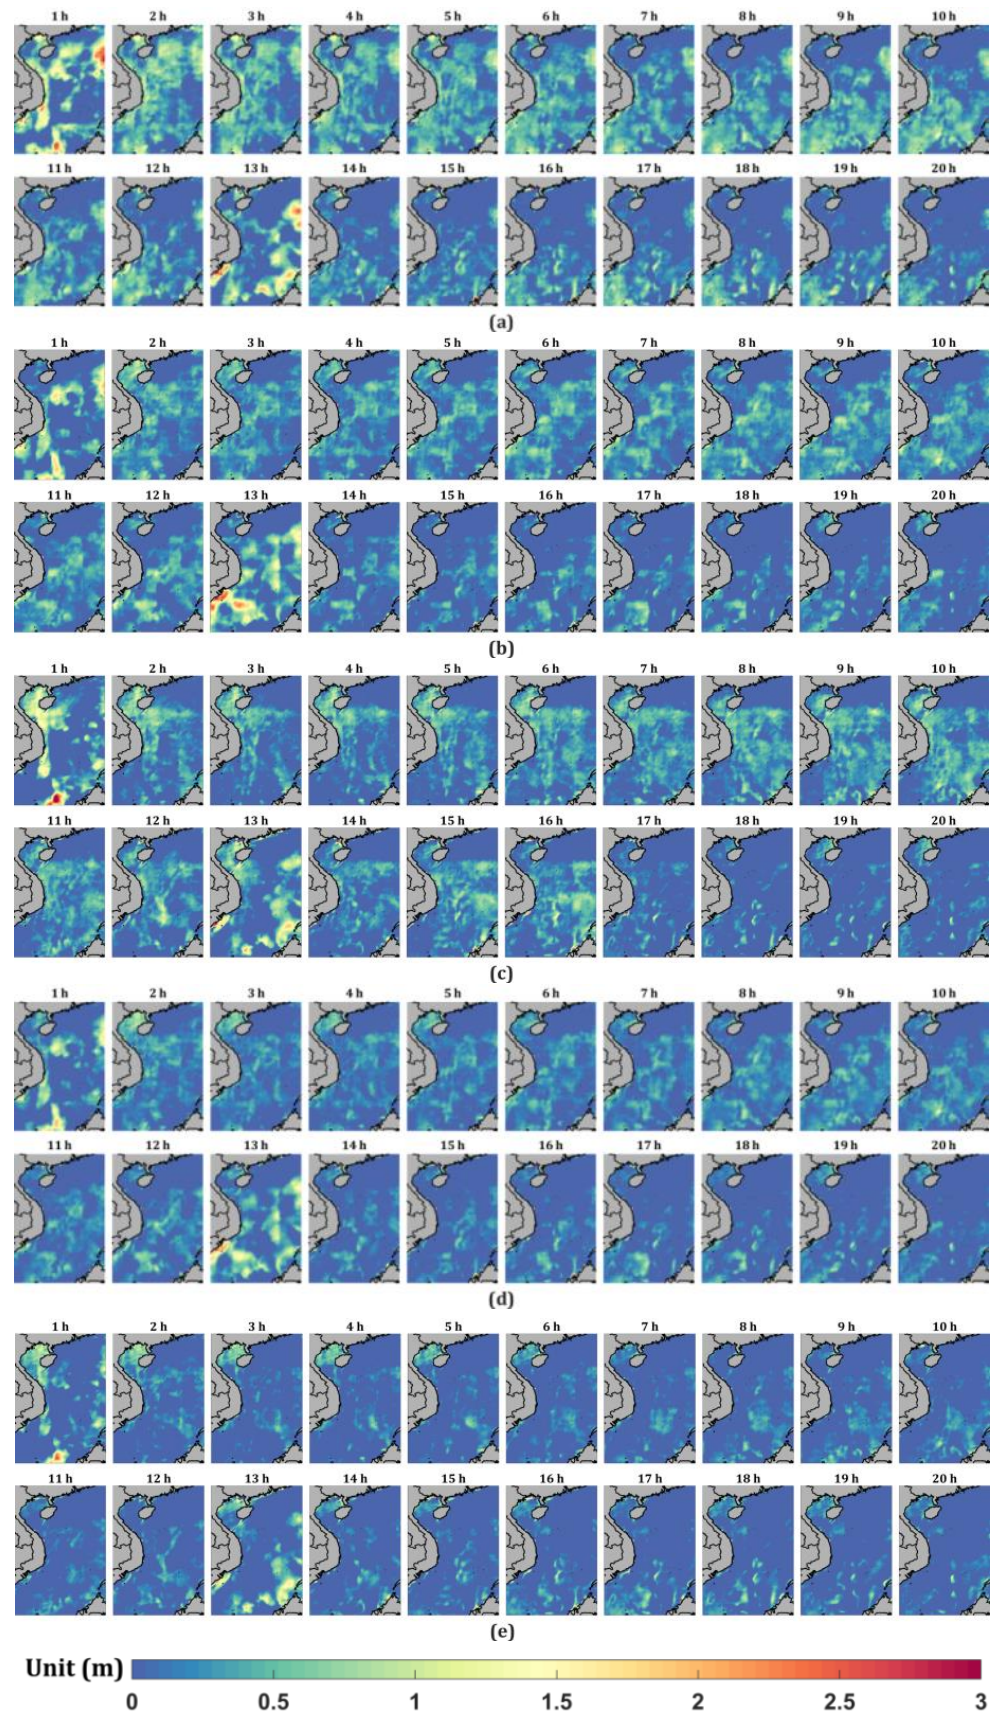 1 h 2 h 3 h 4 h 5 h 6 h 7 h 8 h 9 h 10 h
11 h 12 h 13 h 14 h 15 h 16 h 17 h 18 h 19 h 20 h
(a)
1 h 2 h 3 h 4 h 5 h 6 h 7 h 8 h 9 h 10 h
11 h 12 h 13 h 14 h 15 h 16 h 17 h 18 h 19 h 20 h
(b)
1 h 2 h 3 h 4 h 5 h 6 h 7 h 8 h 9 h 10 h
11 h 12 h 13 h 14 h 15 h 16 h 17 h 18 h 19 h 20 h
(c)
1 h 2 h 3 h 4 h 5 h 6 h 7 h 8 h 9 h 10 h
11 h 12 h 13 h 14 h 15 h 16 h 17 h 18 h 19 h 20 h
(d)
1 h 2 h 3 h 4 h 5 h 6 h 7 h 8 h 9 h 10 h
11 h 12 h 13 h 14 h 15 h 16 h 17 h 18 h 19 h 20 h
(e)
Unit (m)
0 0.5 1 1.5 2 2.5 3